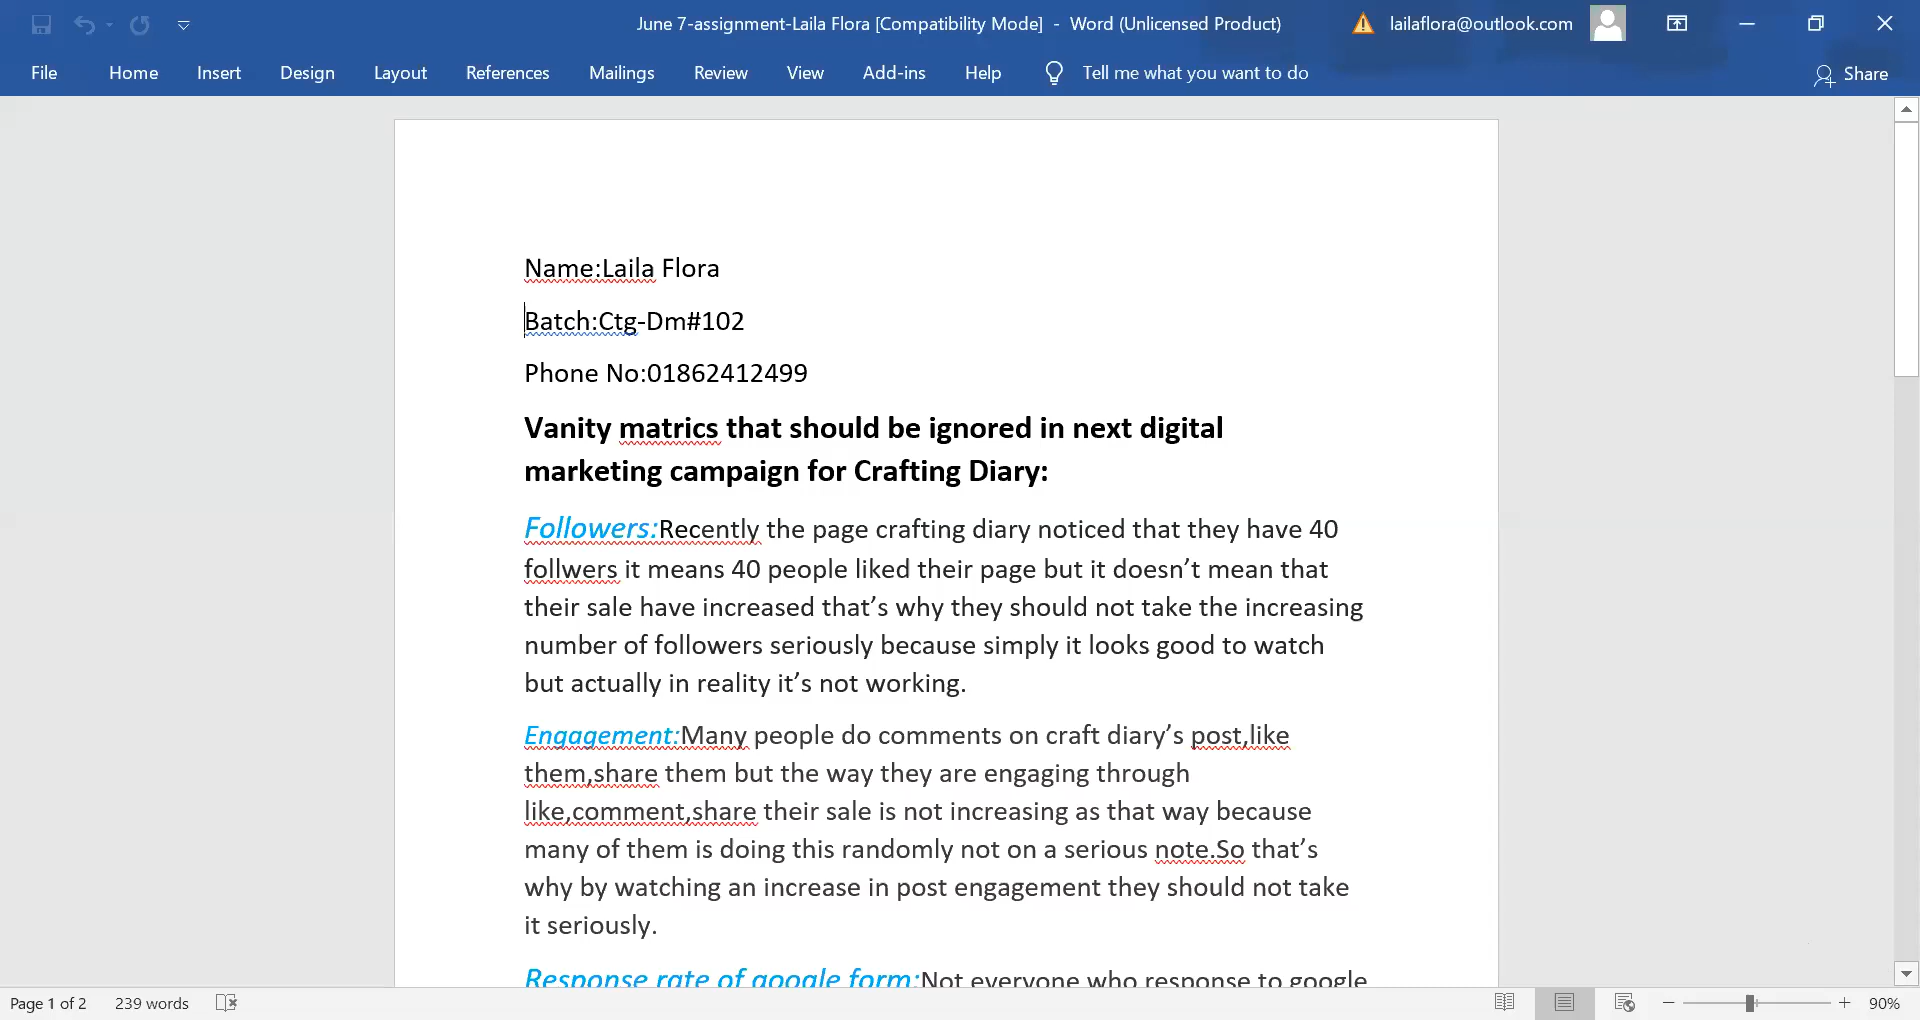 June 7-assignment-Laila Flora [Compatibility Mode] - Word (Unlicensed Product)
lailaflora@outlook.com
File Home Insert Design Layout References Mailings Review View Add-ins Help Tell me what you want to do
Share
Name:Laila Flora
Batch:Ctg-Dm#102
Phone No:01862412499
Vanity matrics that should be ignored in next digital
marketing campaign for Crafting Diary:
Followers:Recently the page crafting diary noticed that they have 40
follwers it means 40 people liked their page but it doesn’t mean that
their sale have increased that’s why they should not take the increasing
number of followers seriously because simply it looks good to watch
but actually in reality it’s not working.
Engagement:Many people do comments on craft diary’s post,like
them,share them but the way they are engaging through
like,comment,share their sale is not increasing as that way because
many of them is doing this randomly not on a serious note.So that’s
why by watching an increase in post engagement they should not take
it seriously.
Response rate of google form:Not everyone who response to google
Page 1 of 2 239 words
90%